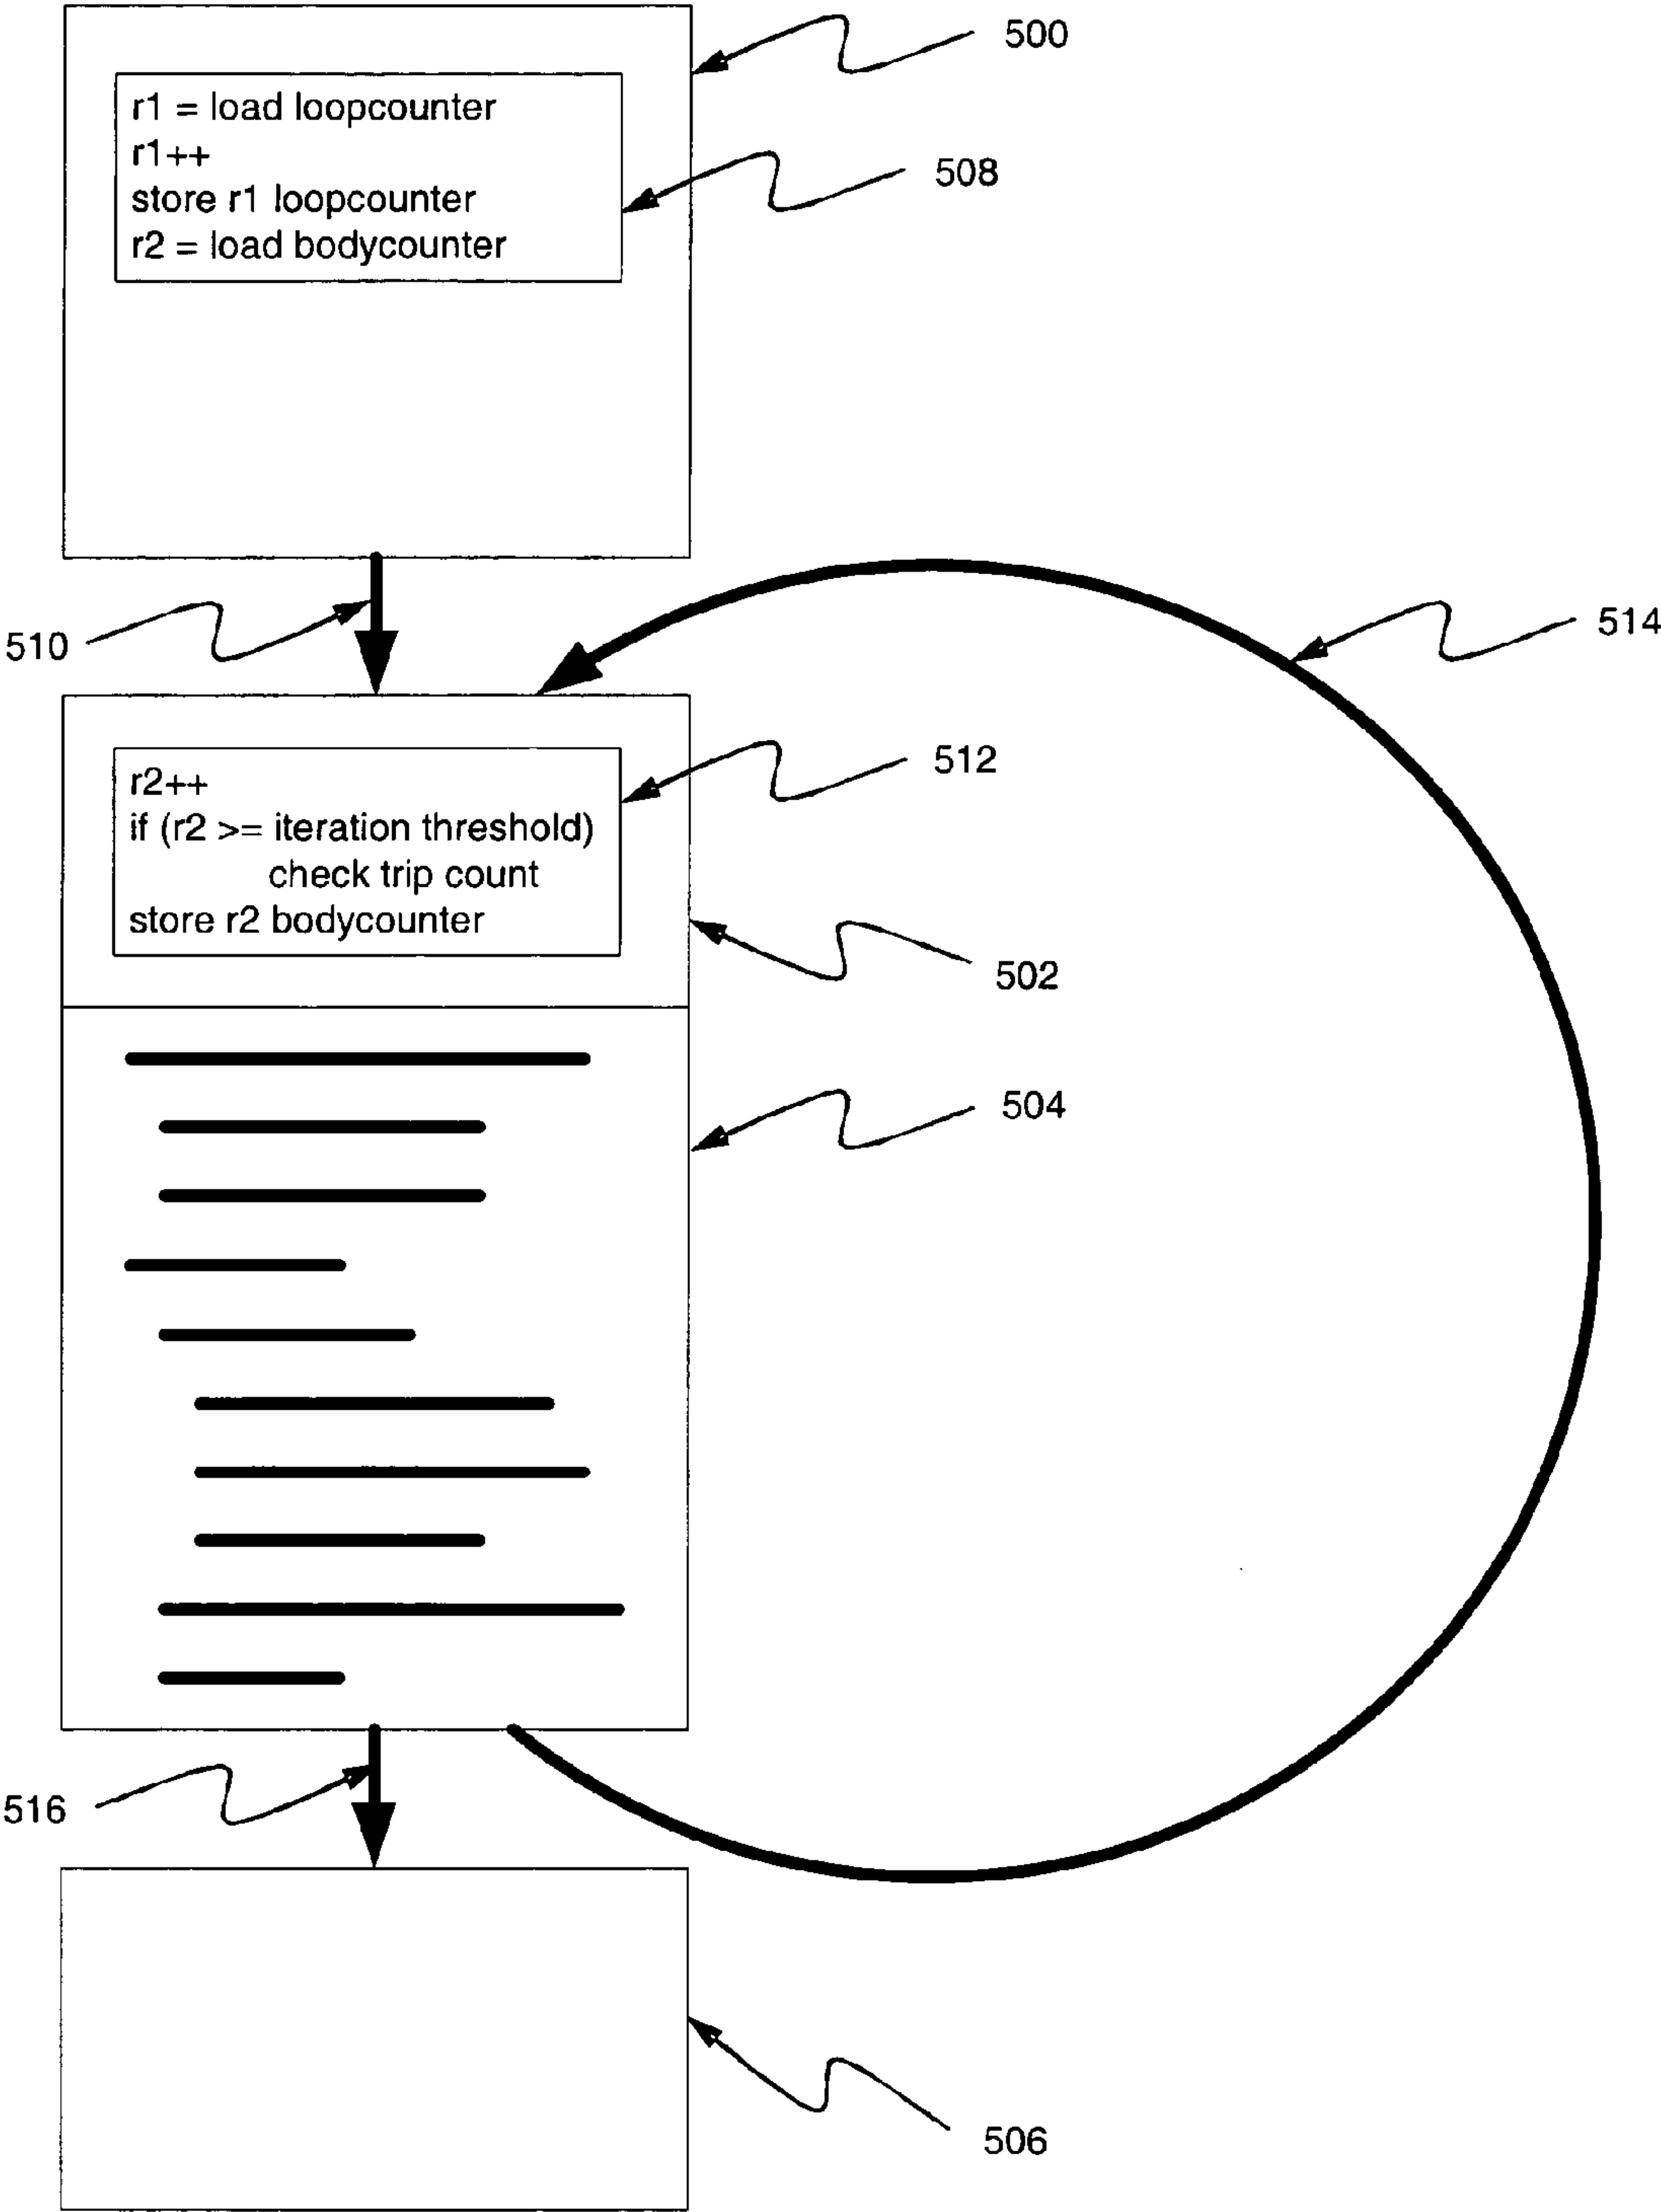 500
r1 = load loopcounter
r1++
508
store r1 loopcounter
r2 = load bodycounter
514
510
512
r2++
if (r2 >= iteration threshold)
check trip count
store r2 bodycounter
502
504
516
506